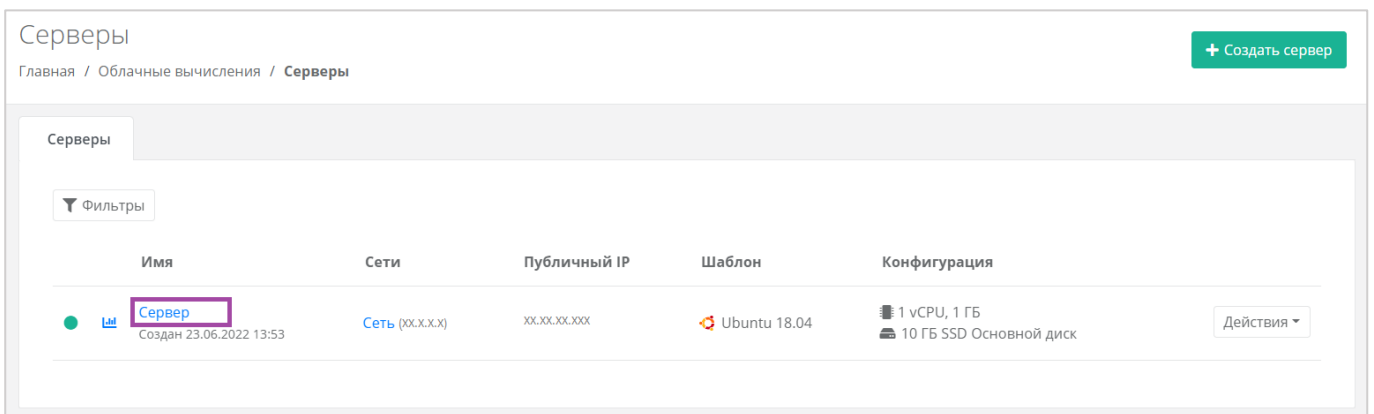 Серверы
+ Создать сервер
Главная / Облачные вычисления / Серверы
Серверы
Фильтры
Имя Сети Публичный IP Шаблон Конфигурация
Сервер Сеть (XX.X.X.X) XX.XX.XX.XXX Ubuntu 18.04 1 vCPU, 1 ГБ Действия
Создан 23.06.2022 13:53 10 ГБ SSD Основной диск